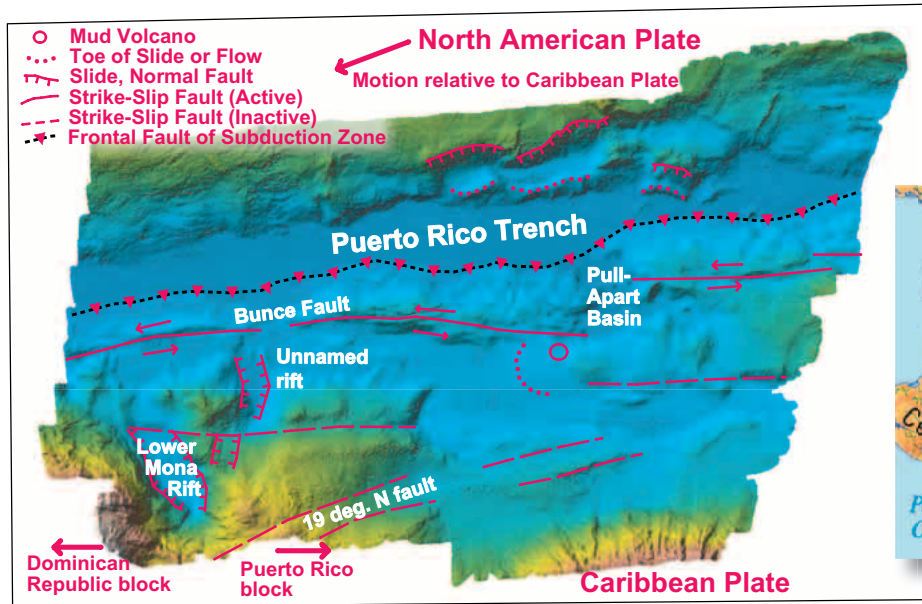 Mud Volcano
Toe of Slide or Flow
Slide, Normal Fault
Strike-Slip Fault (Active)
Strike-Slip Fault (Inactive)
Frontal Fault of Subduction Zone
North American Plate
Motion relative to Caribbean Plate
Puerto Rico Trench
Pull-
Apart
Basin
Bunce Fault
Unnamed
rift
Lower
Mona
Rift
19 deg. N fault
Dominican
Republic block
Puerto Rico
block
Caribbean Plate